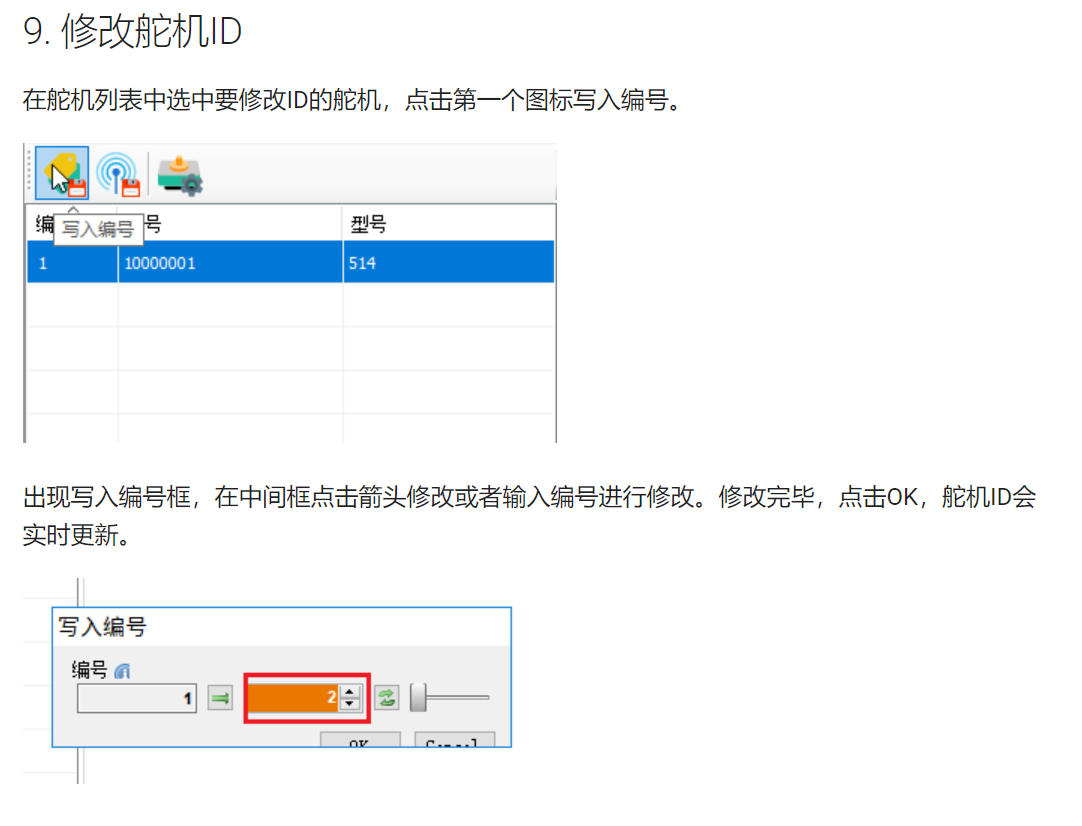 9. 修改舵机ID
在舵机列表中选中要修改ID的舵机，点击第一个图标写入编号。
编 号 型号
写入编号
1 10000001 514
出现写入编号框，在中间框点击箭头修改或者输入编号进行修改。修改完毕，点击OK，舵机ID会
实时更新。
写入编号
编号
1 2
OK Cancel